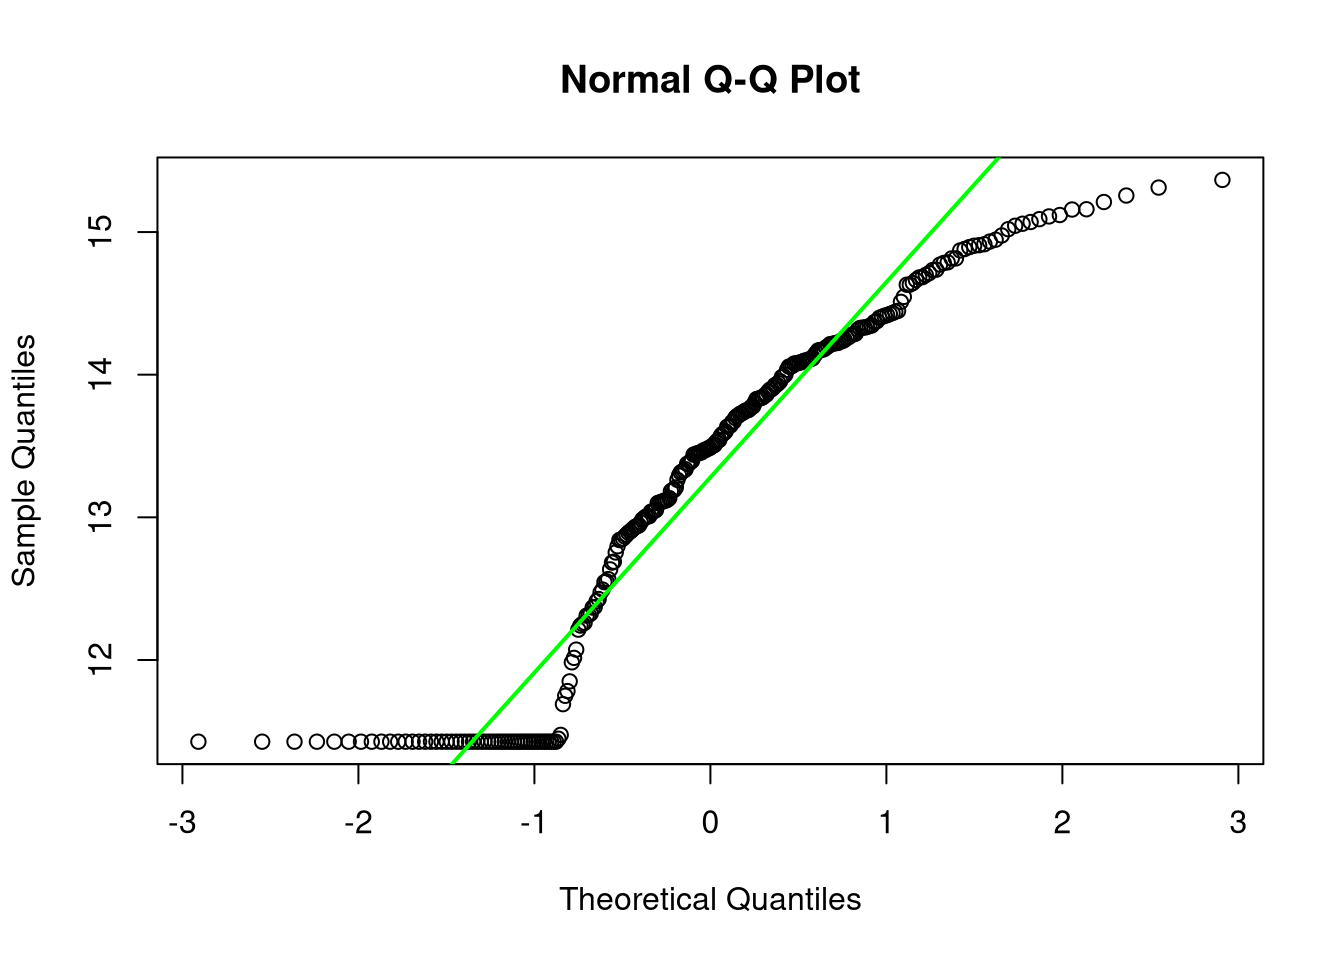 Normal Q-Q Plot
Sample Quantiles
15
14
13
12
-3 -2 -1 0 1 2 3
Theoretical Quantiles